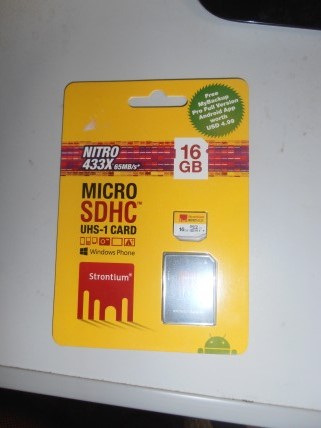 Free
MyBackup
Pro Full Version
Android App
worth
USD 4.99
NITRO
433X 65MB/s*
16
GB
MICRO
SDHC™
UHS-1 CARD
Windows Phone
Strontium®